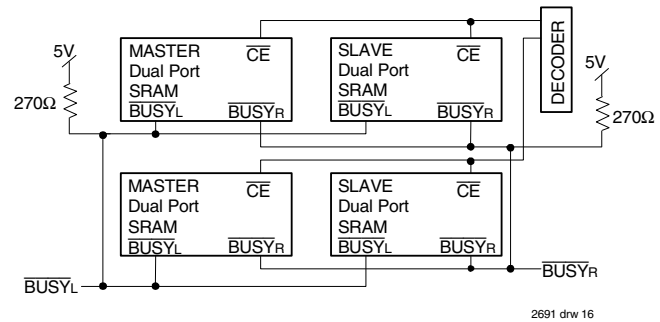 5V
270Ω
MASTER CE
Dual Port
SRAM
BUSYL BUSYR
SLAVE CE
Dual Port
SRAM
BUSYL BUSYR
DECODER
5V
270Ω
MASTER CE
Dual Port
SRAM
BUSYL BUSYR
SLAVE CE
Dual Port
SRAM
BUSYL BUSYR
BUSYL
BUSYR
2691 drw 16